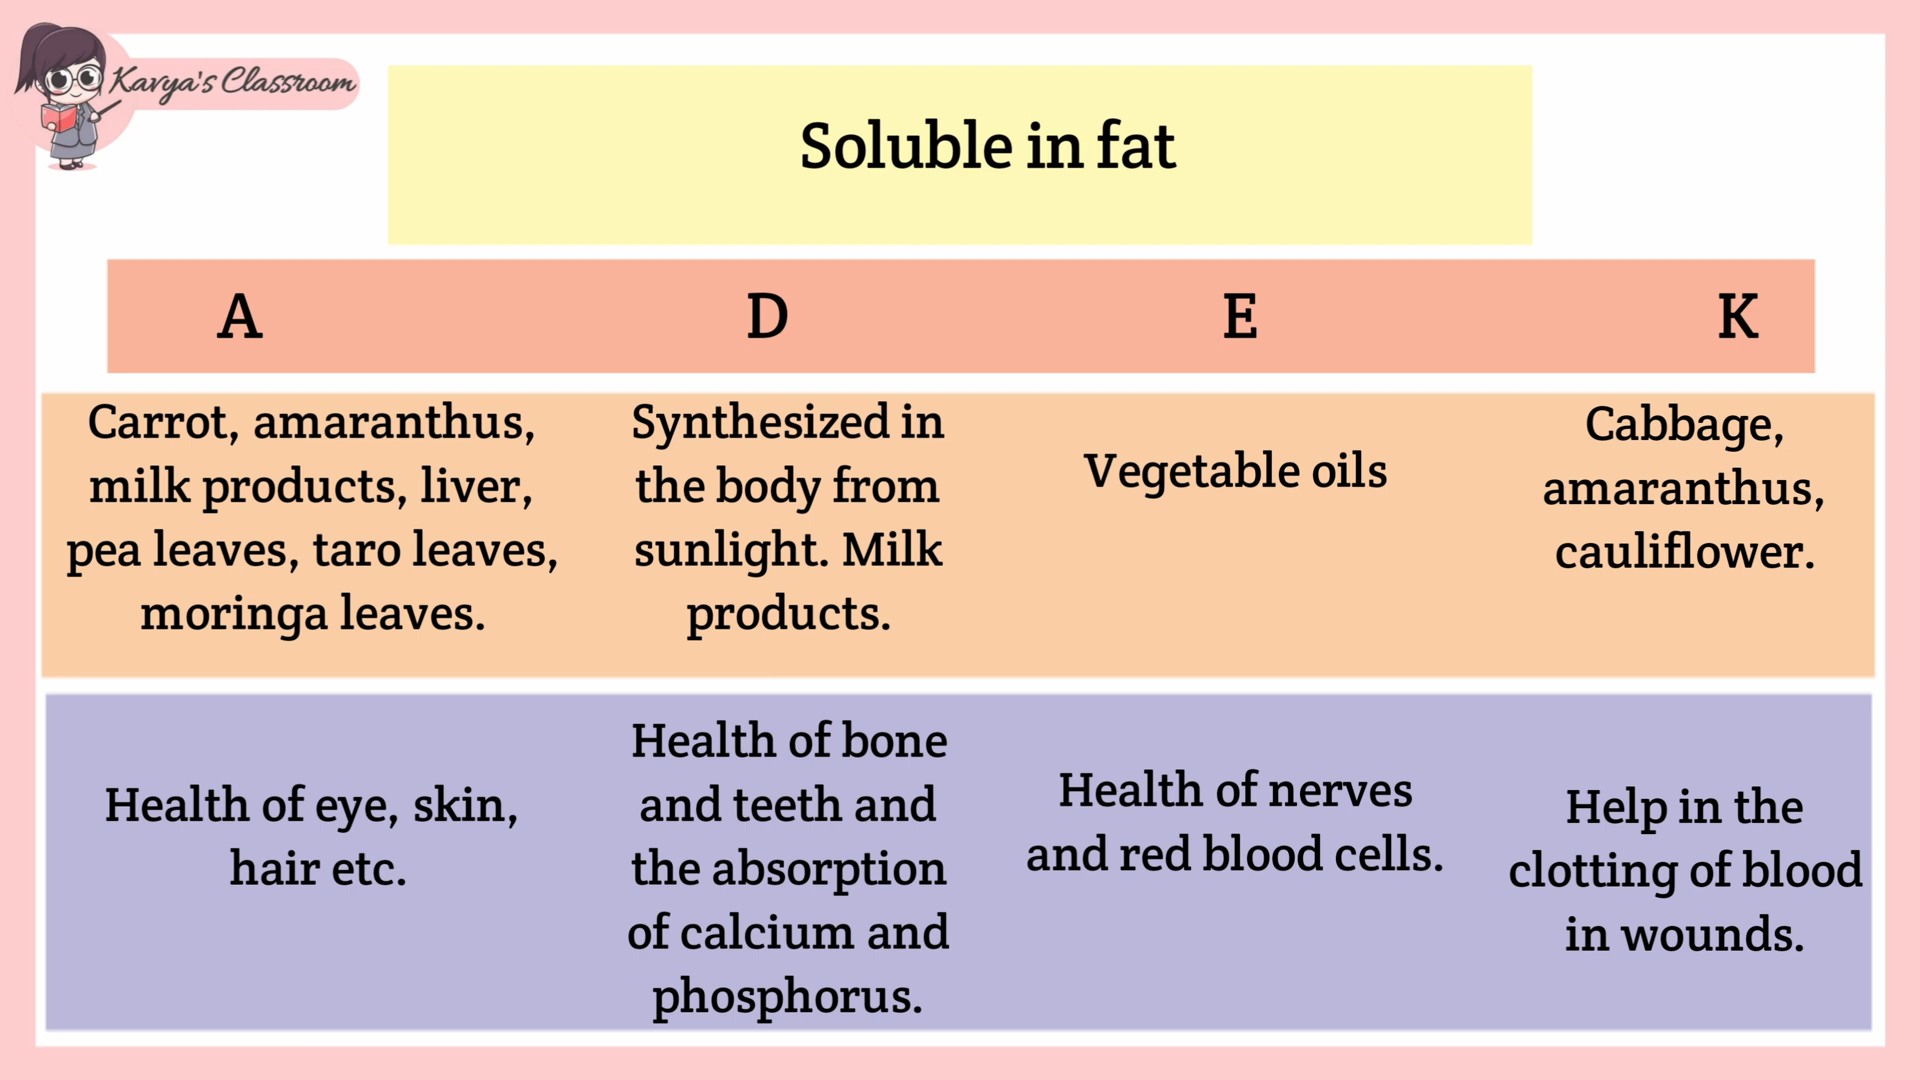 Kavya's Classroom
Soluble in fat
A D E K
Carrot, amaranthus,
milk products, liver,
pea leaves, taro leaves,
moringa leaves.
Synthesized in
the body from
sunlight. Milk
products.
Vegetable oils
Cabbage,
amaranthus,
cauliflower.
Health of eye, skin,
hair etc.
Health of bone
and teeth and
the absorption
of calcium and
phosphorus.
Health of nerves
and red blood cells.
Help in the
clotting of blood
in wounds.